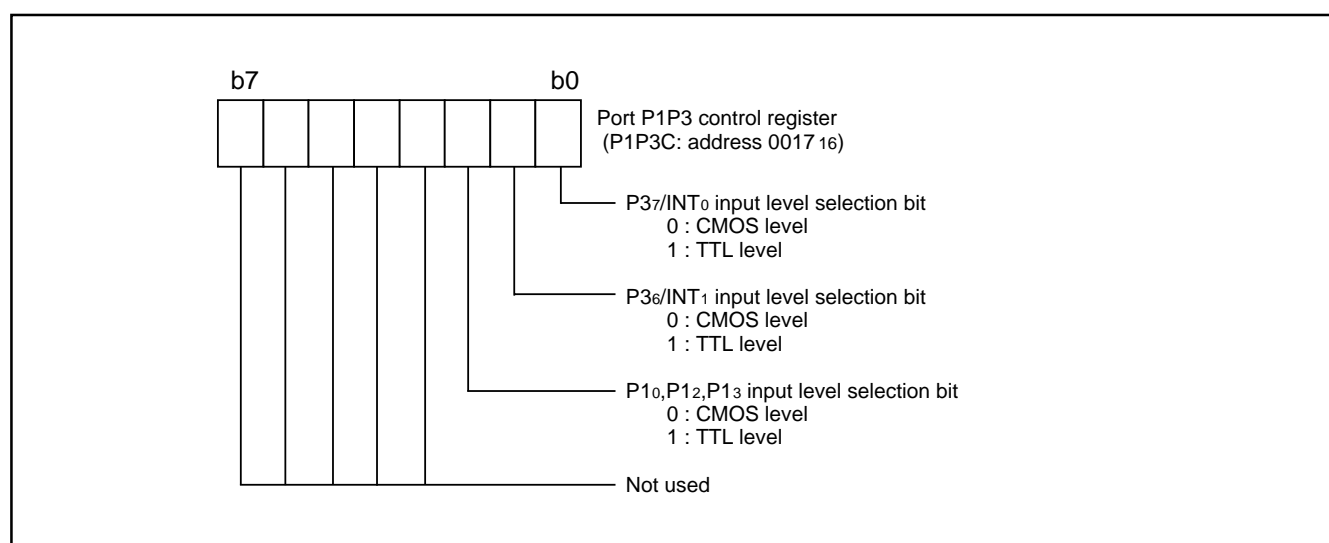 b7 b0
Port P1P3 control register
(P1P3C: address 0017 16)
P37/INT0 input level selection bit
0 : CMOS level
1 : TTL level
P36/INT1 input level selection bit
0 : CMOS level
1 : TTL level
P10,P12,P13 input level selection bit
0 : CMOS level
1 : TTL level
Not used